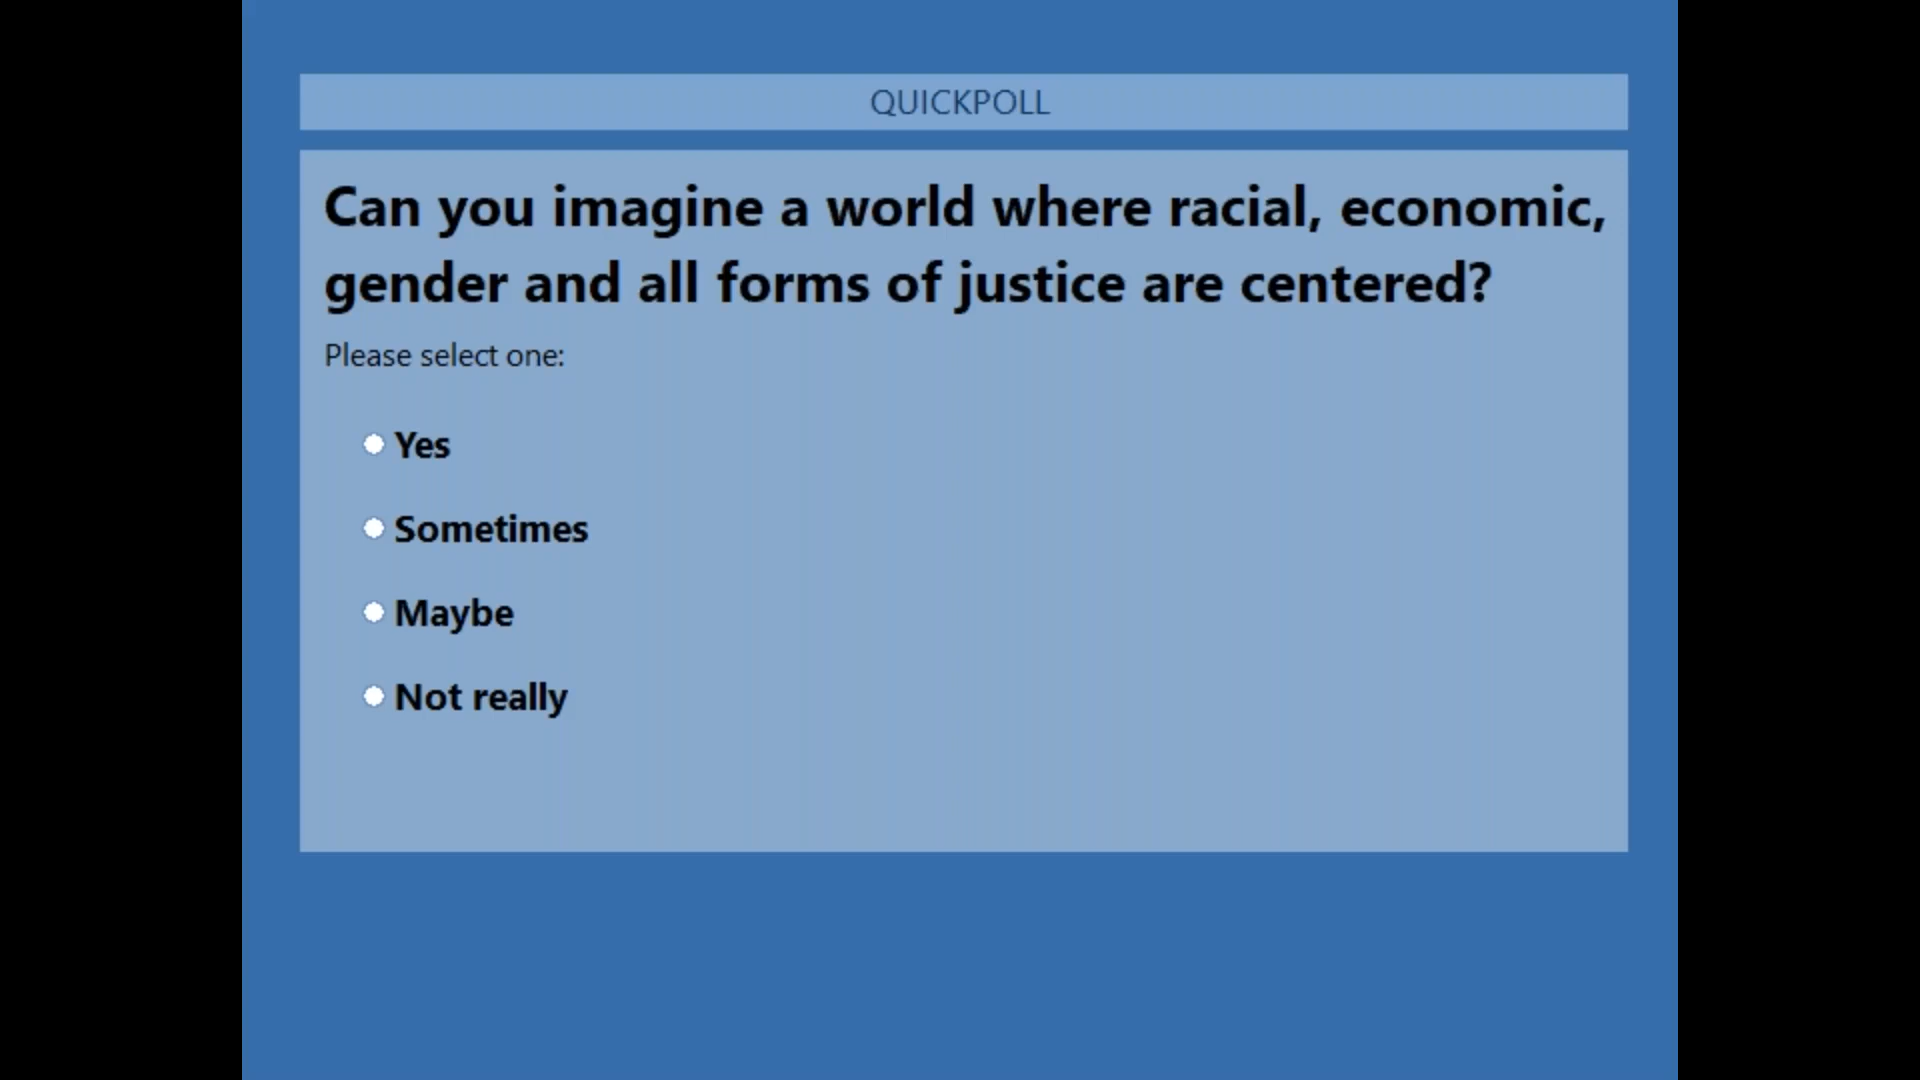 QUICKPOLL
Can you imagine a world where racial, economic,
gender and all forms of justice are centered?
Please select one:
Yes
Sometimes
Maybe
Not really